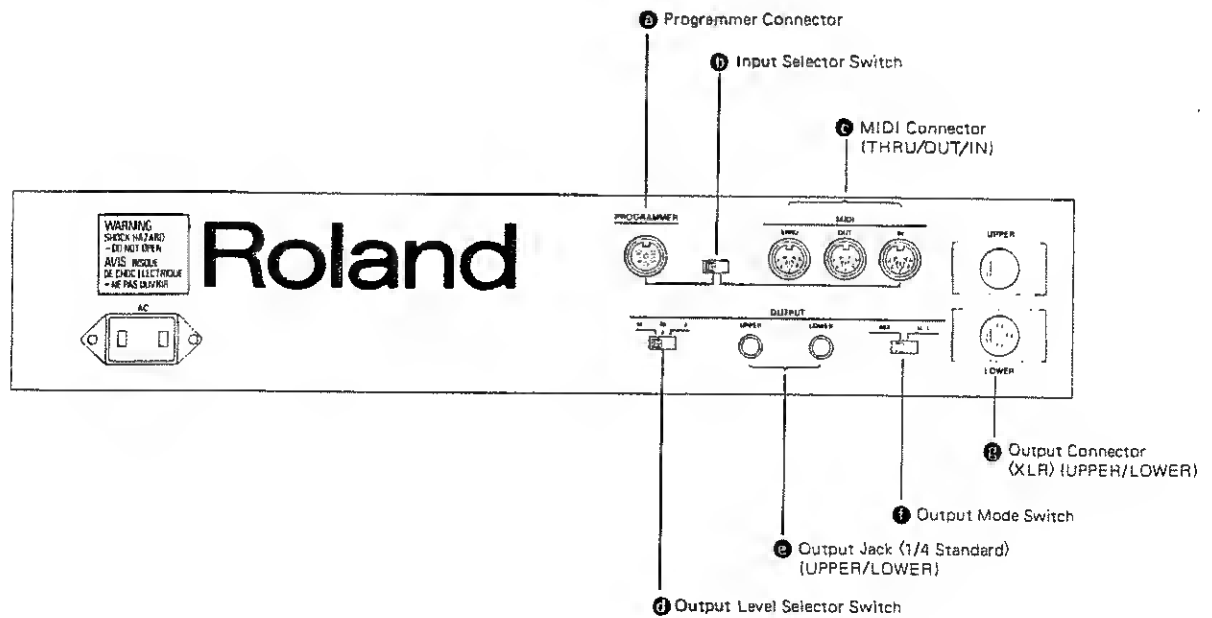 a Programmer Connector
b Input Selector Switch
c MIDI Connector
(THRU/OUT/IN)
WARNING
SHOCK HAZARD
- DO NOT OPEN
AVIS RISQUE
DE CHOC ELECTRIQUE
- NE PAS OUVRIR
Roland
AC
PROGRAMMER
MIDI
THRU OUT IN
UPPER
OUTPUT
UPPER LOWER
LOWER
g Output Connector
(XLR) (UPPER/LOWER)
f Output Mode Switch
e Output Jack (1/4 Standard)
(UPPER/LOWER)
d Output Level Selector Switch